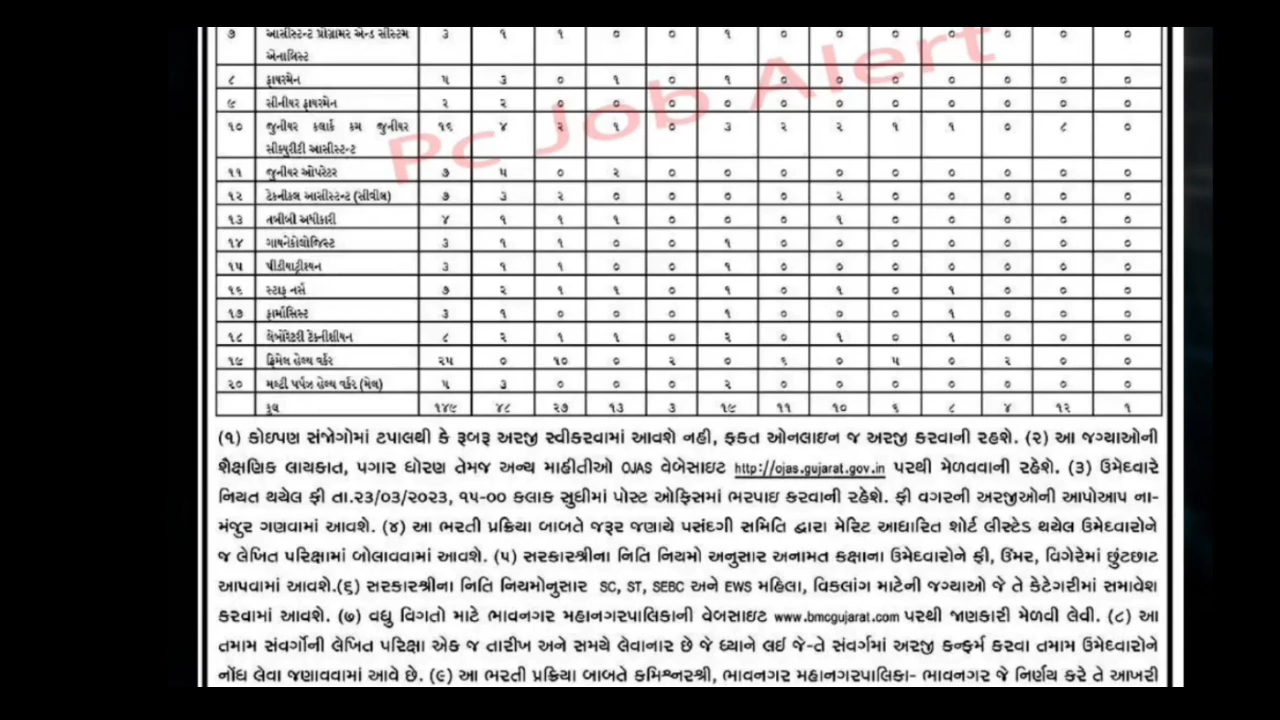 ૭ આસીસ્ટન્ટ પ્રોગ્રામર એન્ડ સીસ્ટમ ૩ ૧ ૧ ૦ ૦ ૧ ૦ ૦ ૦ ૦ ૦ ૦ ૦
એનાલિસ્ટ
૮ ફાયરમેન ૫ ૩ ૦ ૧ ૦ ૧ ૦ ૦ ૦ ૦ ૦ ૦ ૦
૯ સીનીયર ફાયરમેન ૨ ૨ ૦ ૦ ૦ ૦ ૦ ૦ ૦ ૦ ૦ ૦ ૦
૧૦ જુનીયર કલાર્ક કમ જુનીયર ૧૬ ૪ ૨ ૧ ૦ ૩ ૨ ૨ ૧ ૧ ૦ ૮ ૦
સીક્યુરીટી આસીસ્ટન્ટ
૧૧ જુનીયર ઓપરેટર ૭ ૫ ૦ ૨ ૦ ૦ ૦ ૦ ૦ ૦ ૦ ૦ ૦
૧૨ ટેકનીકલ આસીસ્ટન્ટ (સીવીલ) ૭ ૩ ૨ ૦ ૦ ૦ ૦ ૨ ૦ ૦ ૦ ૦ ૦
૧૩ તબીબી અધીકારી ૪ ૧ ૧ ૧ ૦ ૦ ૦ ૧ ૦ ૦ ૦ ૦ ૦
૧૪ ગાયનેકોલોજિસ્ટ ૩ ૧ ૧ ૦ ૦ ૧ ૦ ૦ ૦ ૦ ૦ ૦ ૦
૧૫ પીડીયાટ્રીશ્યન ૩ ૧ ૧ ૦ ૦ ૧ ૦ ૦ ૦ ૦ ૦ ૦ ૦
૧૬ સ્ટાફ નર્સ ૭ ૨ ૧ ૧ ૦ ૧ ૦ ૧ ૦ ૧ ૦ ૦ ૦
૧૭ ફાર્માસિસ્ટ ૩ ૧ ૦ ૦ ૦ ૧ ૦ ૦ ૦ ૧ ૦ ૦ ૦
૧૮ લેબોરેટરી ટેકનીશીયન ૮ ૨ ૧ ૧ ૦ ૨ ૦ ૧ ૦ ૧ ૦ ૦ ૦
૧૯ ફિમેલ હેલ્થ વર્કર ૨૫ ૦ ૧૦ ૦ ૨ ૦ ૬ ૦ ૫ ૦ ૨ ૦ ૦
૨૦ મલ્ટી પર્પઝ હેલ્થ વર્કર (મેલ) ૫ ૩ ૦ ૦ ૦ ૨ ૦ ૦ ૦ ૦ ૦ ૦ ૦
કુલ ૧૪૯ ૪૮ ૨૭ ૧૩ ૩ ૧૯ ૧૧ ૧૦ ૬ ૮ ૪ ૧૨ ૧
Pc Job Alert
(૧) કોઇપણ સંજોગોમાં ટપાલથી કે રૂબરૂ અરજી સ્વીકરવામાં આવશે નહી, ફકત ઓનલાઇન જ અરજી કરવાની રહશે. (૨) આ જગ્યાઓની
શૈક્ષણિક લાયકાત, પગાર ધોરણ તેમજ અન્ય માહીતીઓ OJAS વેબેસાઇટ http://ojas.gujarat.gov.in પરથી મેળવવાની રહેશે. (૩) ઉમેદવારે
નિયત થયેલ ફી તા.૨૩/૦૩/૨૦૨૩, ૧૫-૦૦ કલાક સુધીમાં પોસ્ટ ઓફિસમાં ભરપાઇ કરવાની રહેશે. ફી વગરની અરજીઓની આપોઆપ ના-
મંજુર ગણવામાં આવશે. (૪) આ ભરતી પ્રક્રિયા બાબતે જરૂર જણાયે પસંદગી સમિતિ દ્વારા મેરિટ આધારિત શોર્ટ લીસ્ટેડ થયેલ ઉમેદવારોને
જ લેખિત પરિક્ષામાં બોલાવવામાં આવશે. (૫) સરકારશ્રીના નિતિ નિયમો અનુસાર અનામત કક્ષાના ઉમેદવારોને ફી, ઉંમર, વિગેરેમાં છુંટછાટ
આપવામાં આવશે.(૬) સરકારશ્રીના નિતિ નિયમોનુસાર SC, ST, SEBC અને EWS મહિલા, વિકલાંગ માટેની જગ્યાઓ જે તે કેટેગરીમાં સમાવેશ
કરવામાં આવશે. (૭) વધુ વિગતો માટે ભાવનગર મહાનગરપાલિકાની વેબસાઇટ www.bmcgujarat.com પરથી જાણકારી મેળવી લેવી. (૮) આ
તમામ સંવર્ગોની લેખિત પરિક્ષા એક જ તારીખ અને સમયે લેવાનાર છે જે ધ્યાને લઈ જે-તે સંવર્ગમાં અરજી કન્ફર્મ કરવા તમામ ઉમેદવારોને
નોંધ લેવા જણાવવામાં આવે છે. (૯) આ ભરતી પ્રક્રિયા બાબતે કમિશ્નરશ્રી, ભાવનગર મહાનગરપાલિકા- ભાવનગર જે નિર્ણય કરે તે આખરી